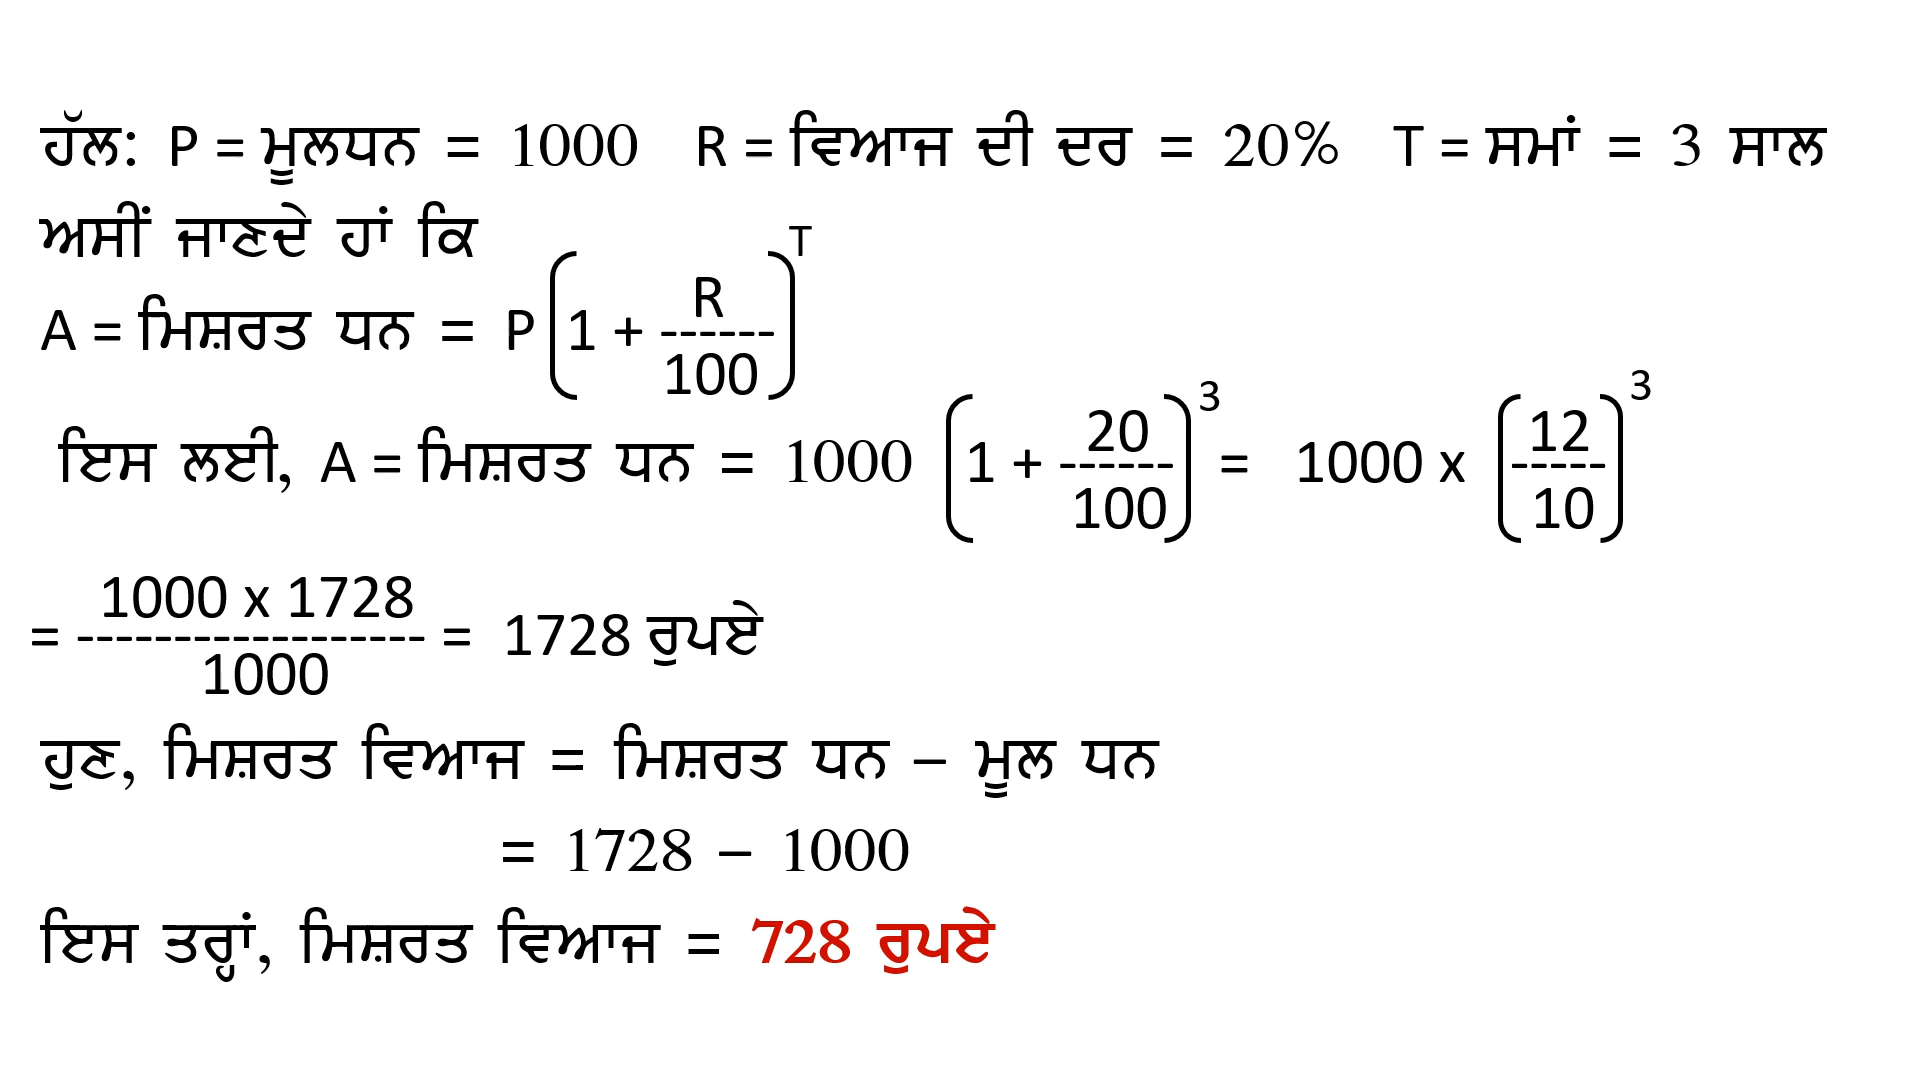 ਹੱਲ: P = ਮੂਲਧਨ = 1000 R = ਵਿਆਜ ਦੀ ਦਰ = 20% T = ਸਮਾਂ = 3 ਸਾਲ
ਅਸੀਂ ਜਾਣਦੇ ਹਾਂ ਕਿ
T
R
A = ਮਿਸ਼ਰਤ ਧਨ = P (1 + ------)
100
3 3
20 12
ਇਸ ਲਈ, A = ਮਿਸ਼ਰਤ ਧਨ = 1000 (1 + ------) = 1000 x (-----)
100 10
1000 x 1728
= ------------------ = 1728 ਰੁਪਏ
1000
ਹੁਣ, ਮਿਸ਼ਰਤ ਵਿਆਜ = ਮਿਸ਼ਰਤ ਧਨ – ਮੂਲ ਧਨ
= 1728 – 1000
ਇਸ ਤਰ੍ਹਾਂ, ਮਿਸ਼ਰਤ ਵਿਆਜ = 728 ਰੁਪਏ